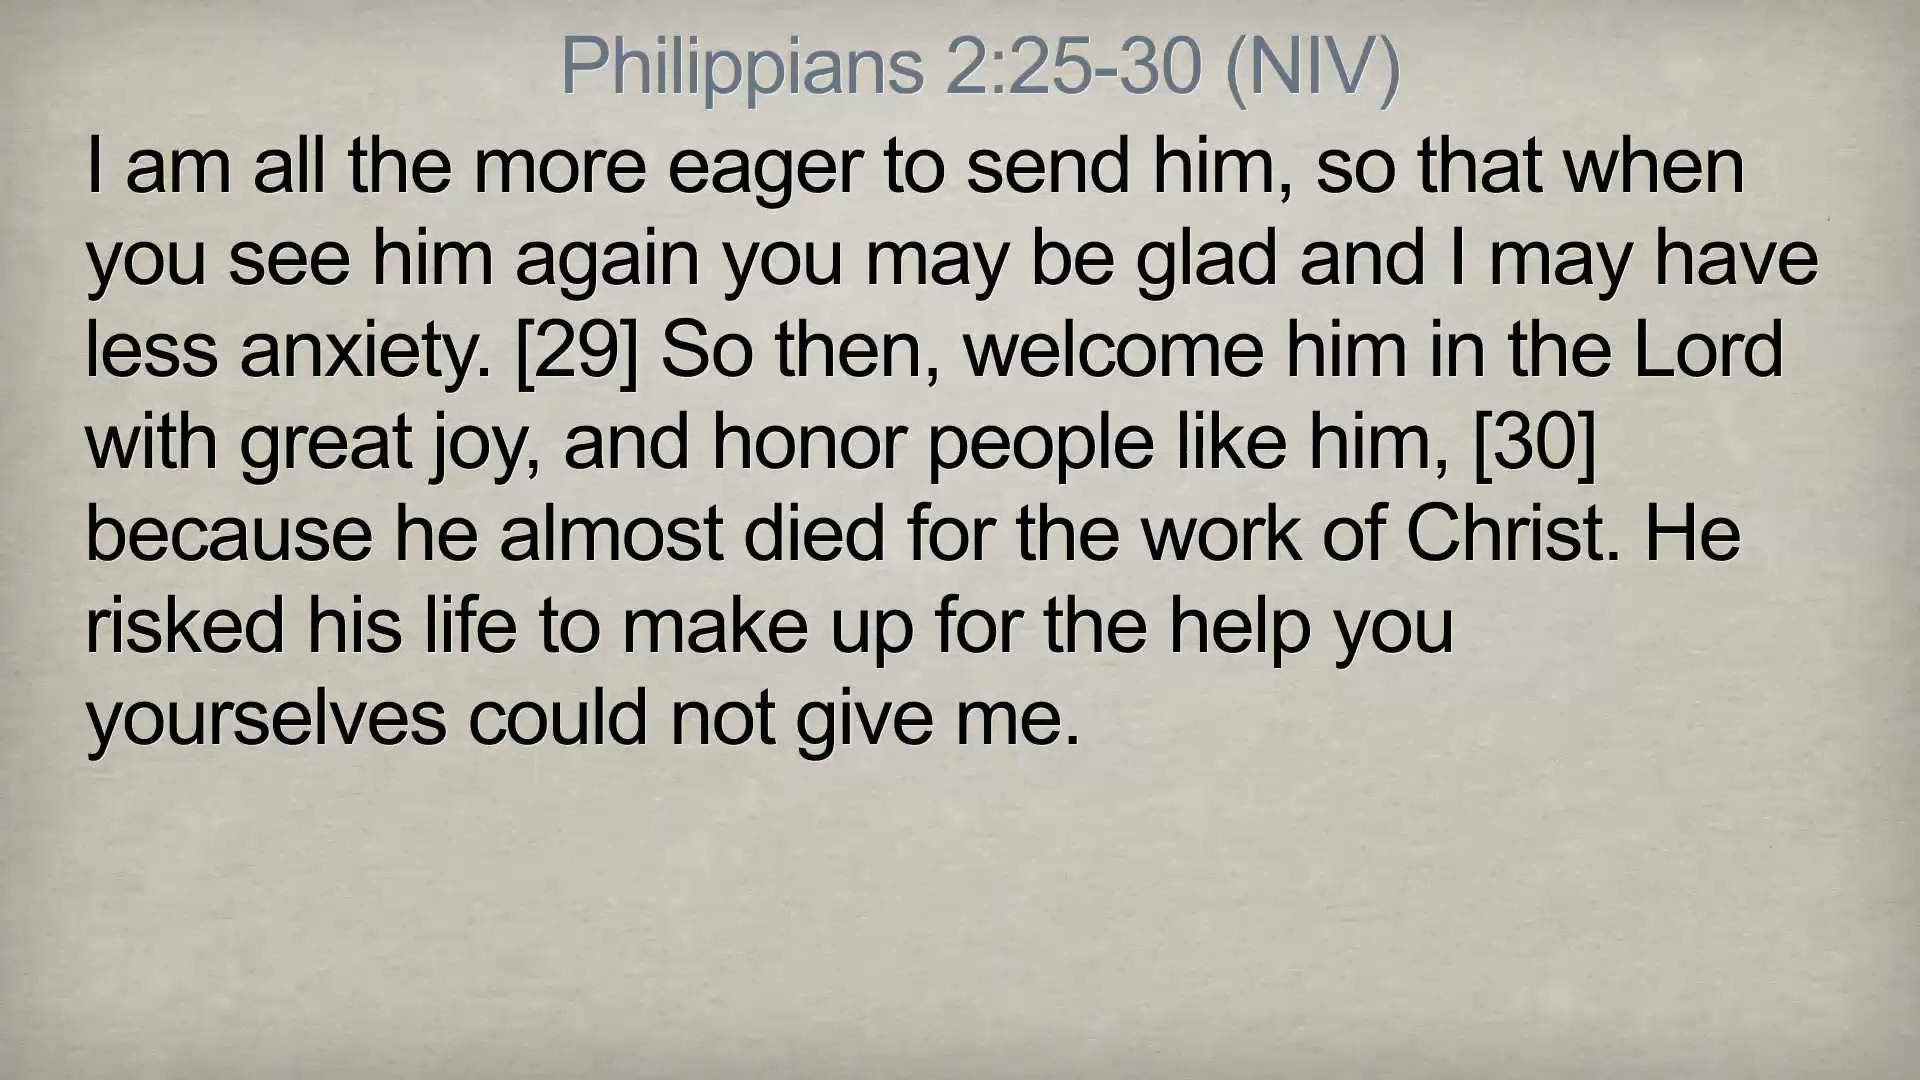 Philippians 2:25-30 (NIV)
I am all the more eager to send him, so that when
you see him again you may be glad and I may have
less anxiety. [29] So then, welcome him in the Lord
with great joy, and honor people like him, [30]
because he almost died for the work of Christ. He
risked his life to make up for the help you
yourselves could not give me.